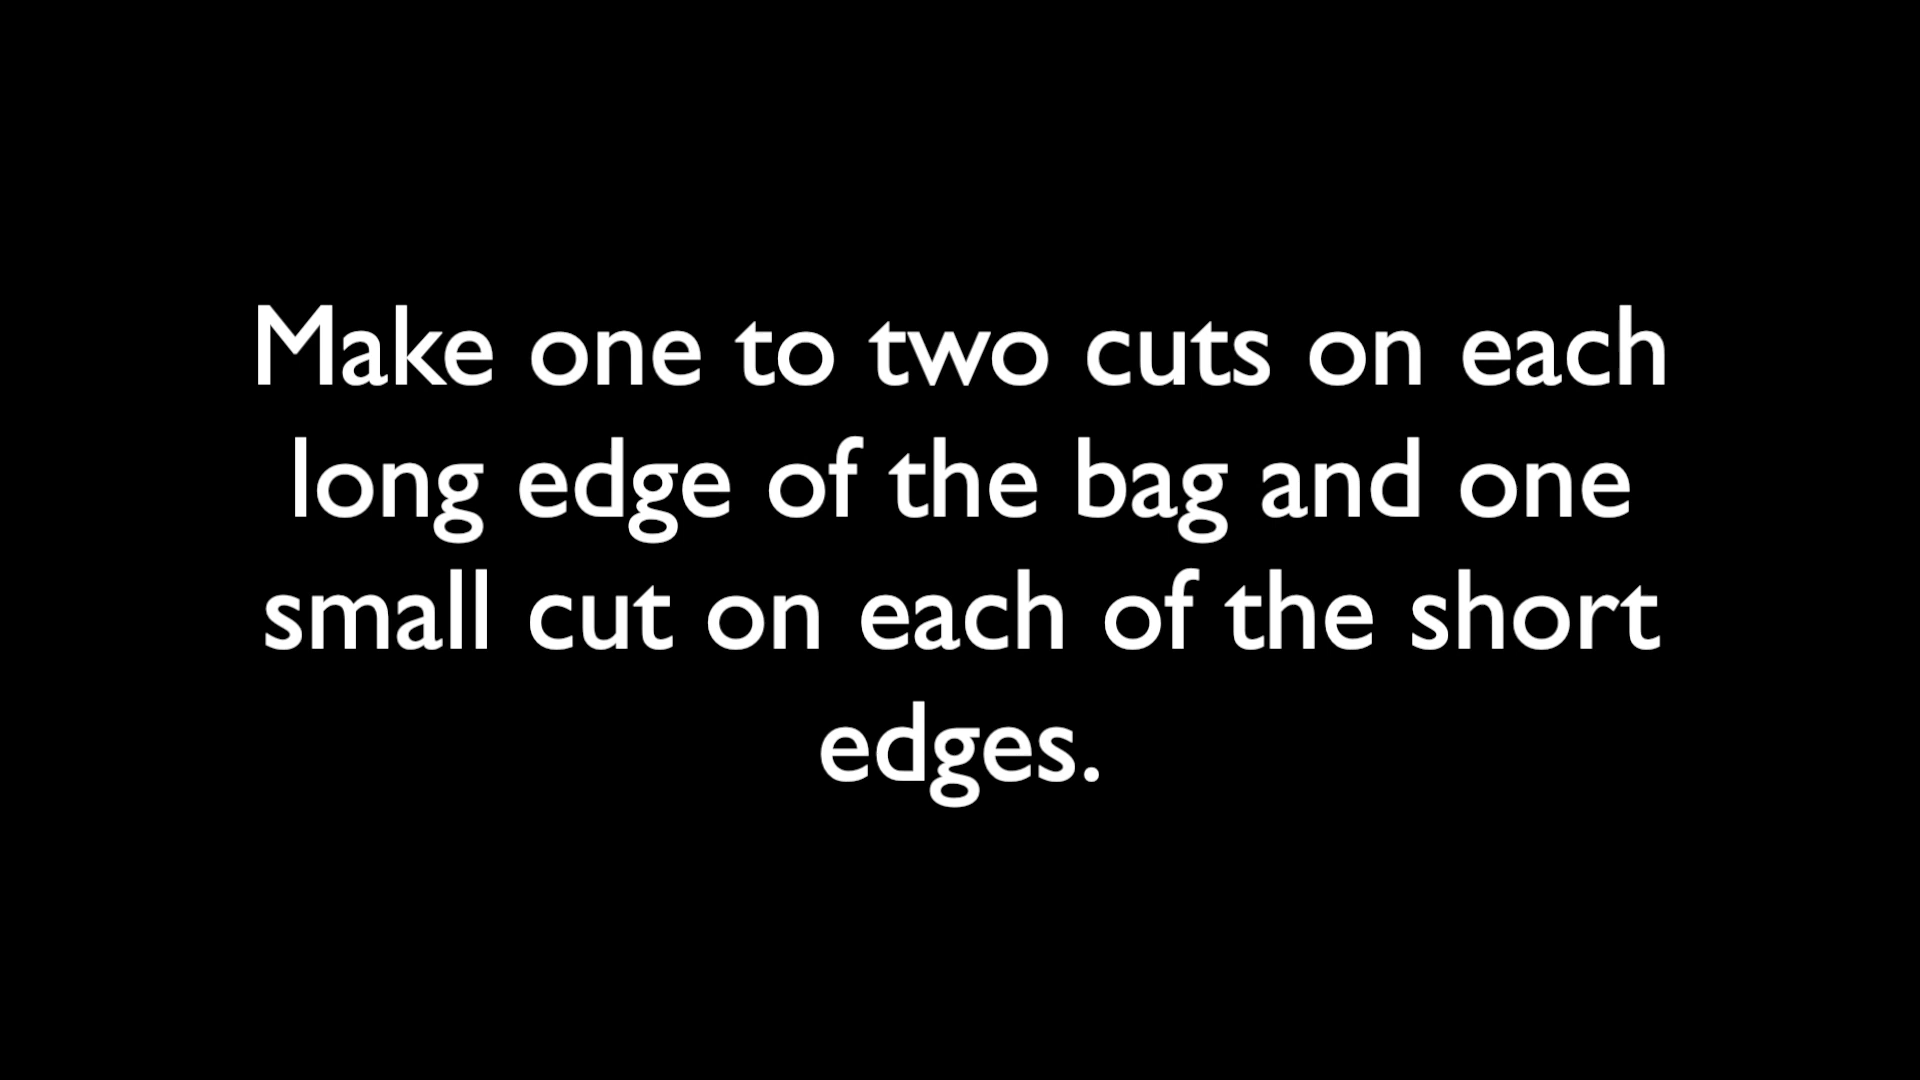 Make one to two cuts on each
long edge of the bag and one
small cut on each of the short
edges.